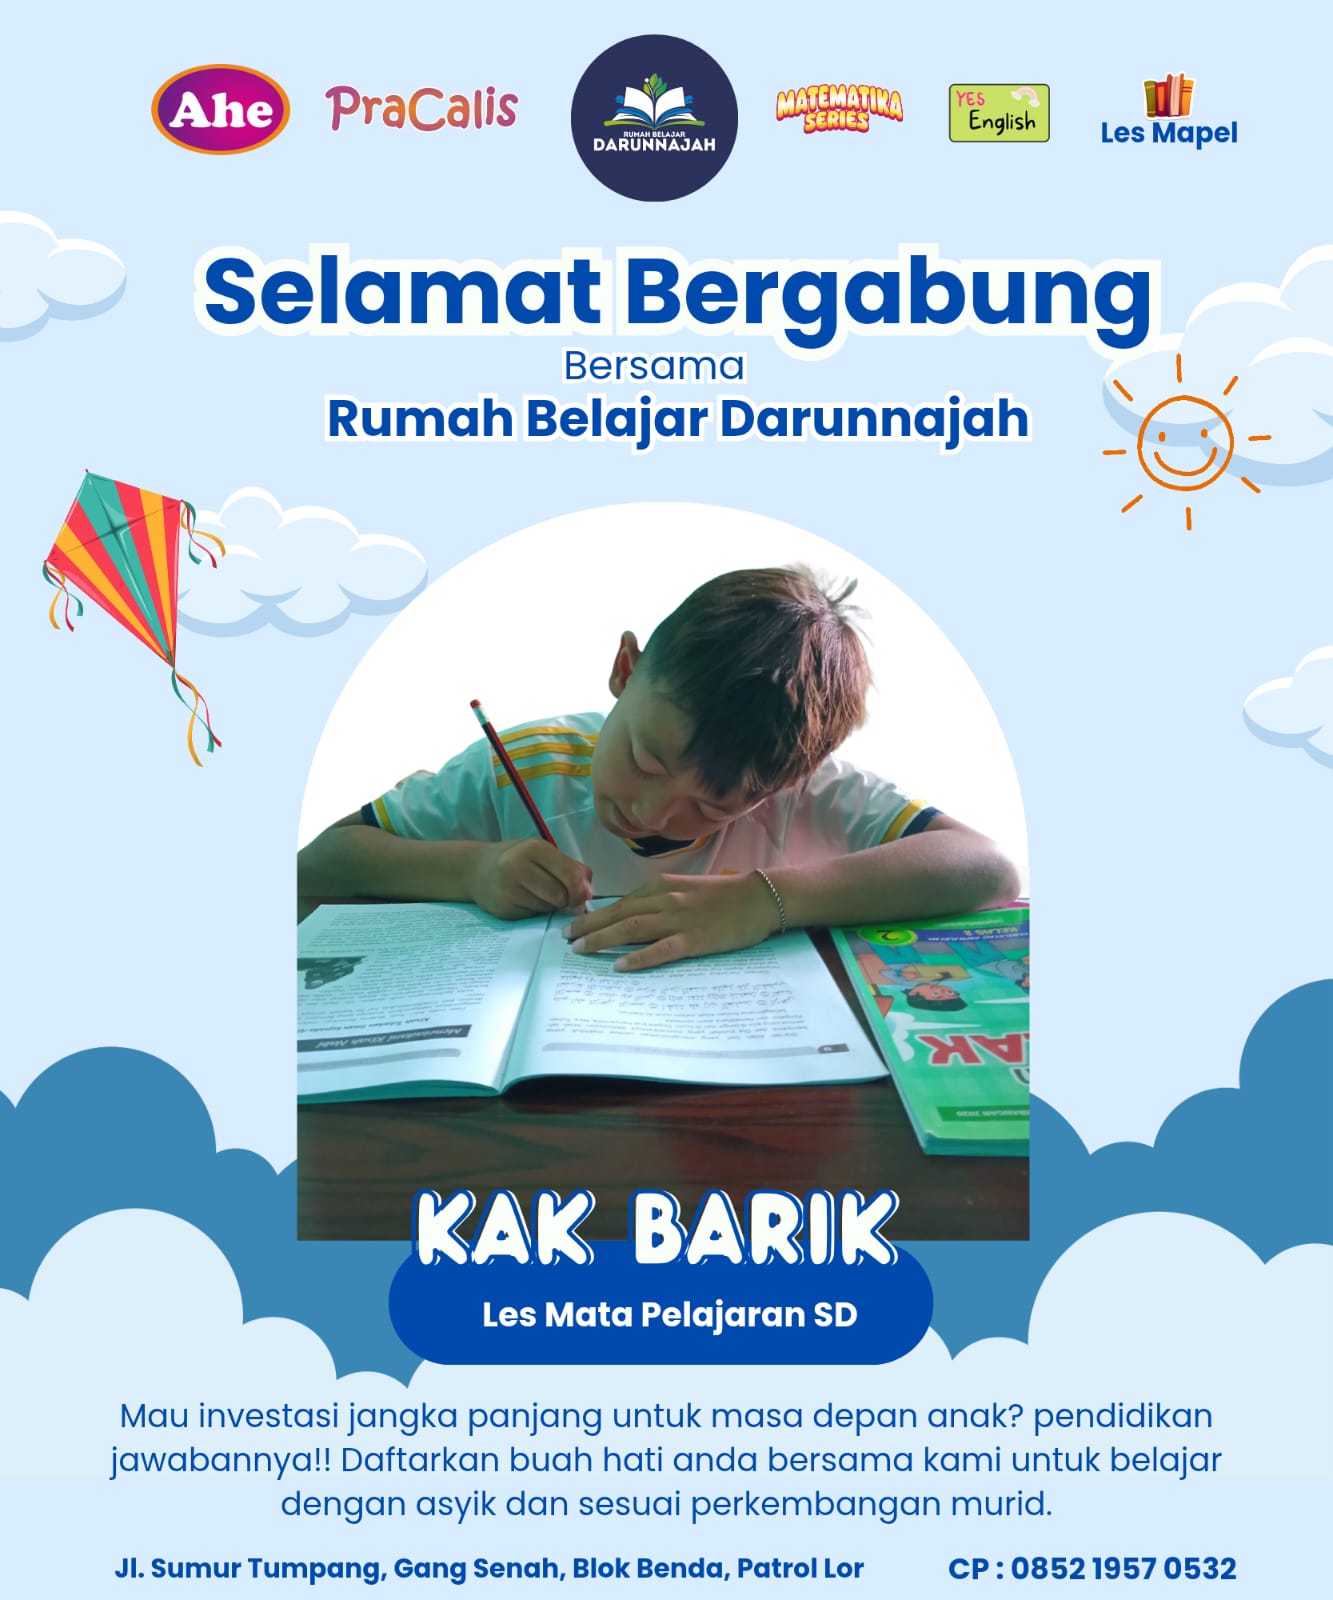 Ahe
PraCalis
RUMAH BELAJAR
DARUNNAJAH
MATEMATIKA
SERIES
YES
English
Les Mapel
Selamat Bergabung
Bersama
Rumah Belajar Darunnajah
KELAS 2
2
KAK BARIK
Les Mata Pelajaran SD
Mau investasi jangka panjang untuk masa depan anak? pendidikan
jawabannya!! Daftarkan buah hati anda bersama kami untuk belajar
dengan asyik dan sesuai perkembangan murid.
Jl. Sumur Tumpang, Gang Senah, Blok Benda, Patrol Lor
CP : 0852 1957 0532